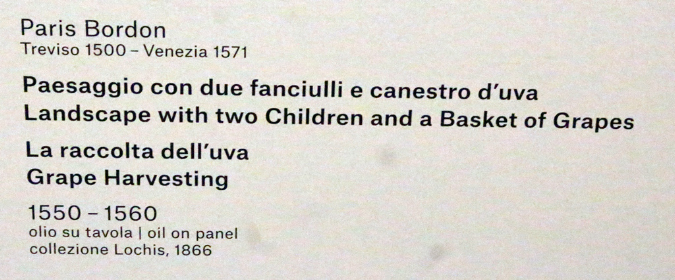 Paris Bordon
Treviso 1500 – Venezia 1571
Paesaggio con due fanciulli e canestro d'uva
Landscape with two Children and a Basket of Grapes
La raccolta dell'uva
Grape Harvesting
1550 – 1560
olio su tavola | oil on panel
collezione Lochis, 1866